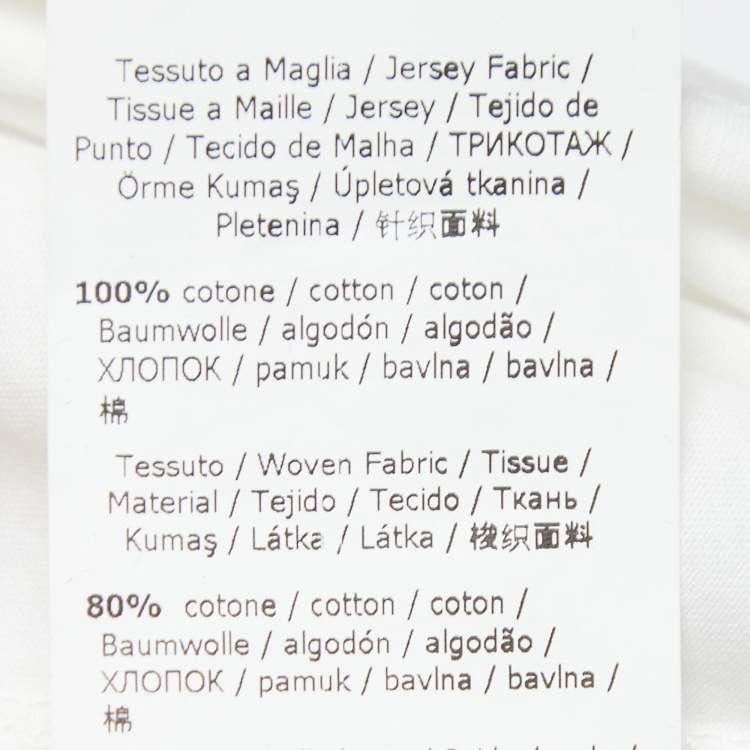 Tessuto a Maglia / Jersey Fabric /
Tissue a Maille / Jersey / Tejido de
Punto / Tecido de Malha / ТРИКОТАЖ /
Örme Kumaş / Úpletová tkanina /
Pletenina / 针织面料
100% cotone / cotton / coton /
Baumwolle / algodón / algodão /
ХЛОПОК / pamuk / bavlna / bavlna /
棉
Tessuto / Woven Fabric / Tissue /
Material / Tejido / Tecido / Ткань /
Kumaş / Látka / Látka / 梭织面料
80% cotone / cotton / coton /
Baumwolle / algodón / algodão /
ХЛОПОК / pamuk / bavlna / bavlna /
棉